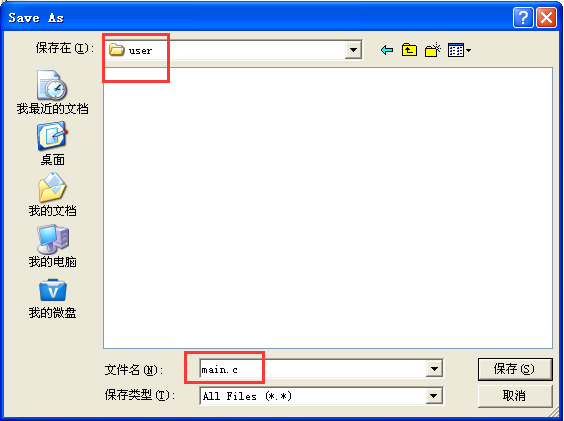 Save As
保存在(I):
user
我最近的文档
桌面
我的文档
我的电脑
我的微盘
文件名(N):
main.c
保存(S)
保存类型(T):
All Files (*.*)
取消